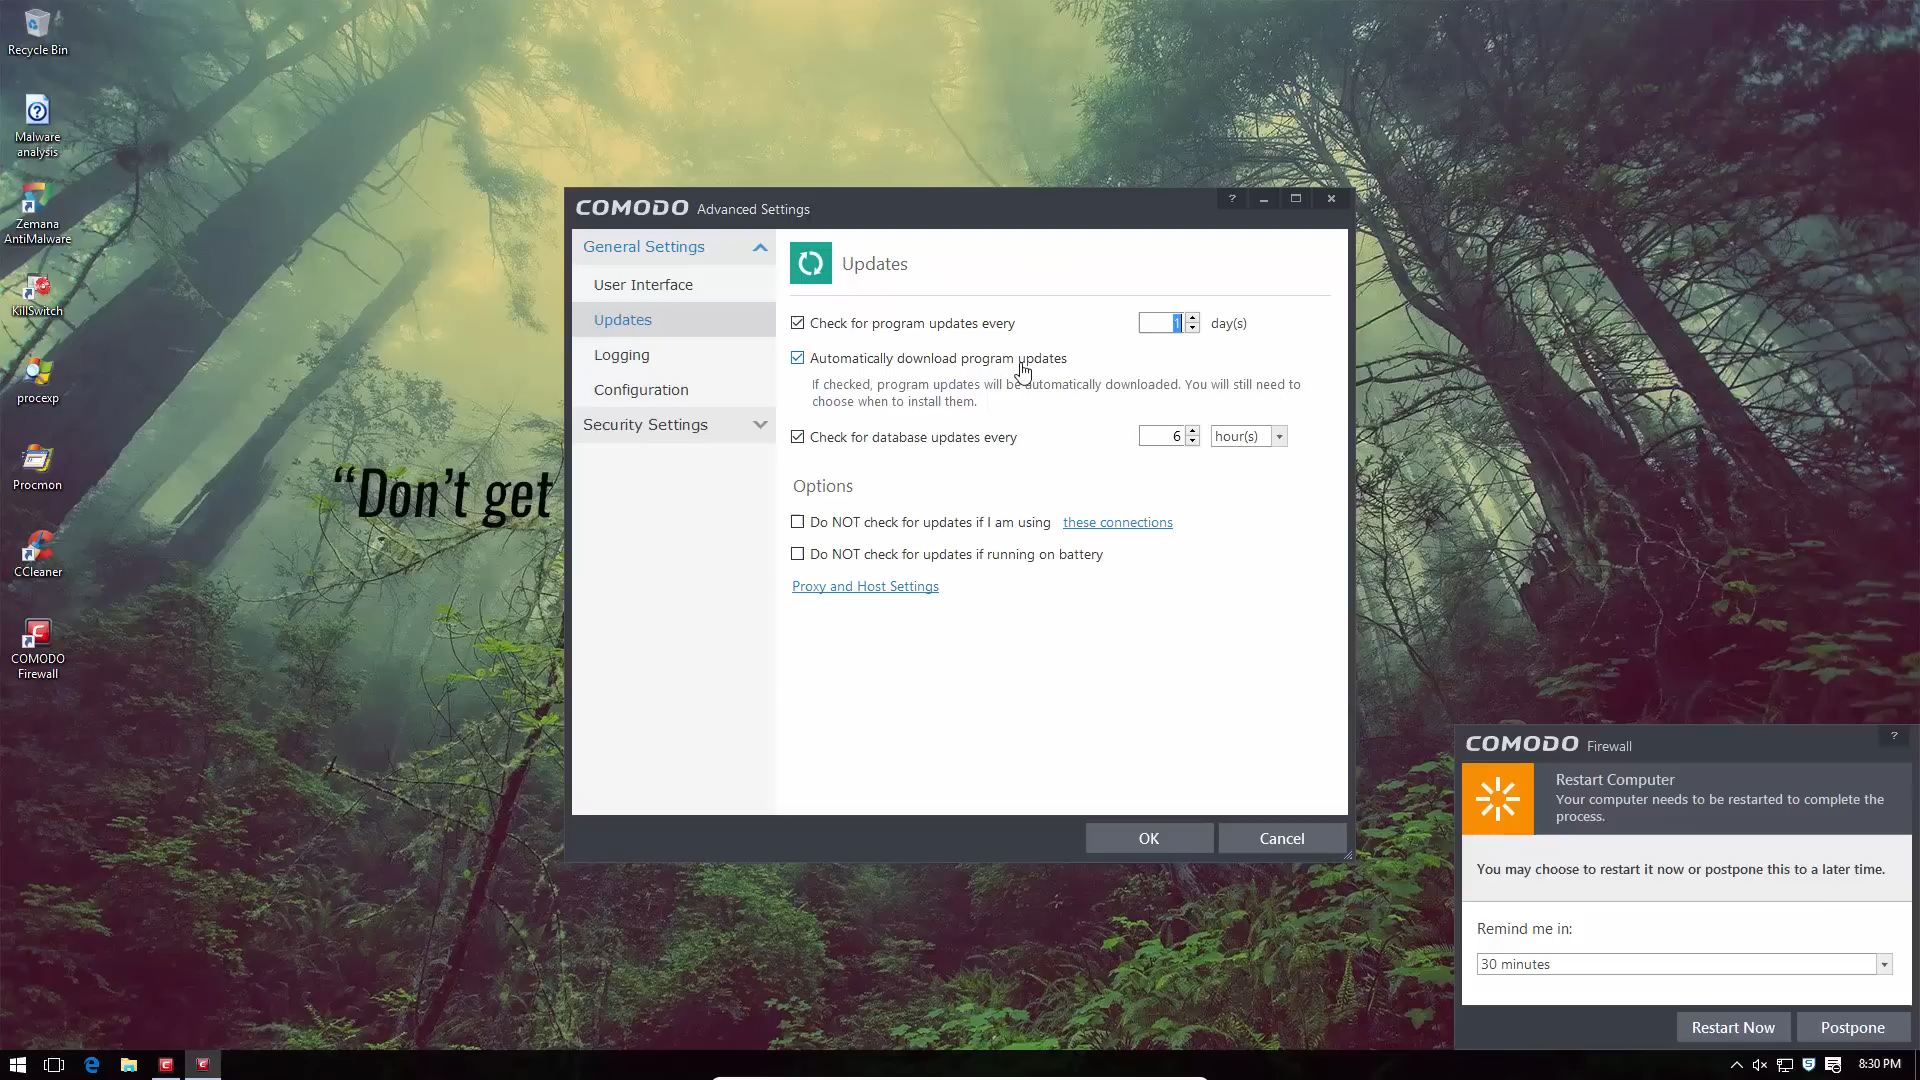 Recycle Bin
Malware
analysis
Zemana
AntiMalware
KillSwitch
procexp
Procmon
CCleaner
COMODO
Firewall
“Don’t get
COMODO Advanced Settings
General Settings
User Interface
Updates
Logging
Configuration
Security Settings
Updates
Check for program updates every 1 day(s)
Automatically download program updates
If checked, program updates will be automatically downloaded. You will still need to
choose when to install them.
Check for database updates every 6 hour(s)
Options
Do NOT check for updates if I am using these connections
Do NOT check for updates if running on battery
Proxy and Host Settings
OK
Cancel
COMODO Firewall
Restart Computer
Your computer needs to be restarted to complete the
process.
You may choose to restart it now or postpone this to a later time.
Remind me in:
30 minutes
Restart Now
Postpone
8:30 PM